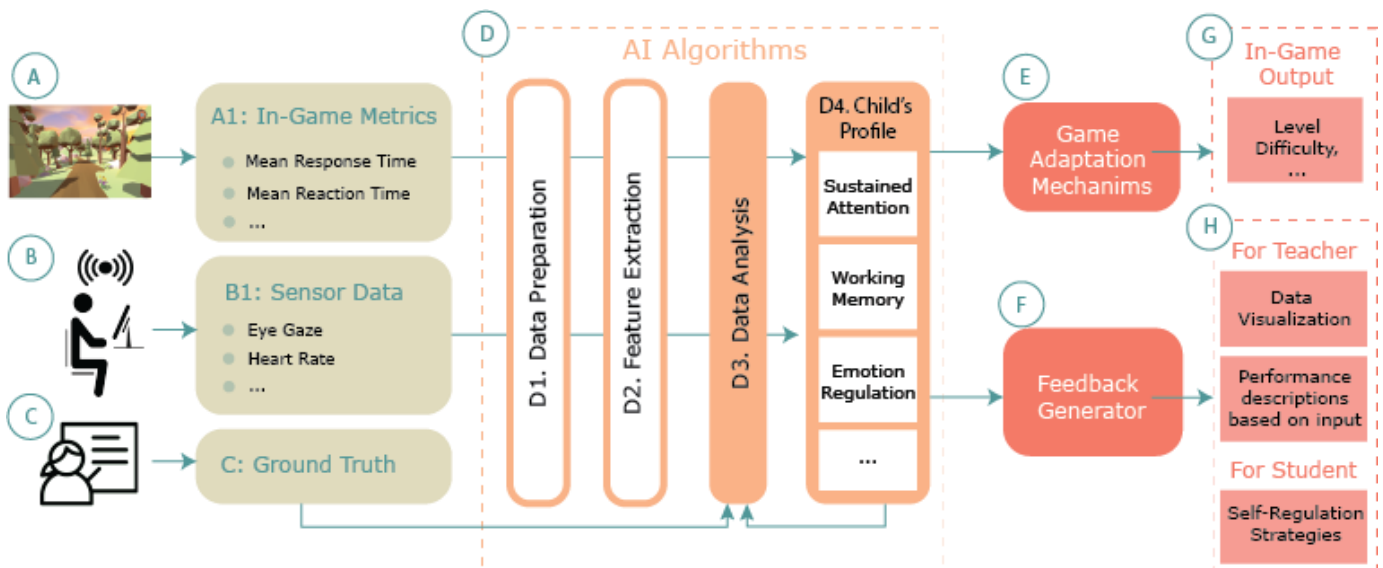 A
A1: In-Game Metrics
Mean Response Time
Mean Reaction Time
...
B
B1: Sensor Data
Eye Gaze
Heart Rate
...
C
C: Ground Truth
D
AI Algorithms
D1. Data Preparation
D2. Feature Extraction
D3. Data Analysis
D4. Child's
Profile
Sustained
Attention
Working
Memory
Emotion
Regulation
...
E
Game
Adaptation
Mechanims
F
Feedback
Generator
G
In-Game
Output
Level
Difficulty,
...
H
For Teacher
Data
Visualization
Performance
descriptions
based on input
For Student
Self-Regulation
Strategies